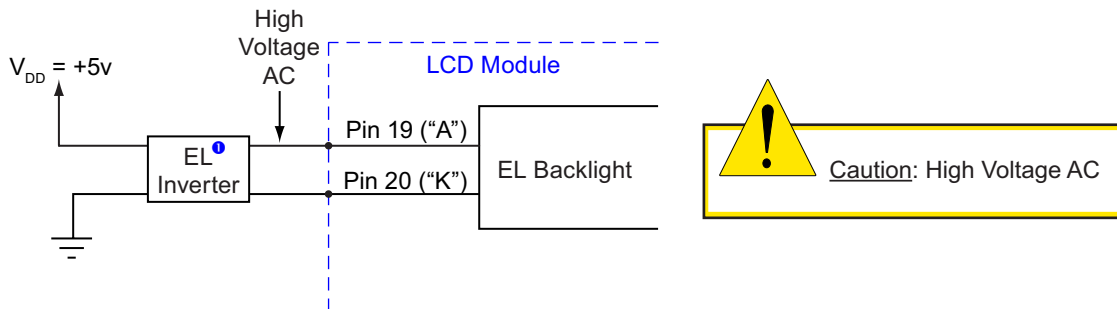 High
Voltage
AC
V_DD = +5v
LCD Module
Pin 19 (“A”)
EL❶
Inverter
Pin 20 (“K”)
EL Backlight
!
Caution: High Voltage AC